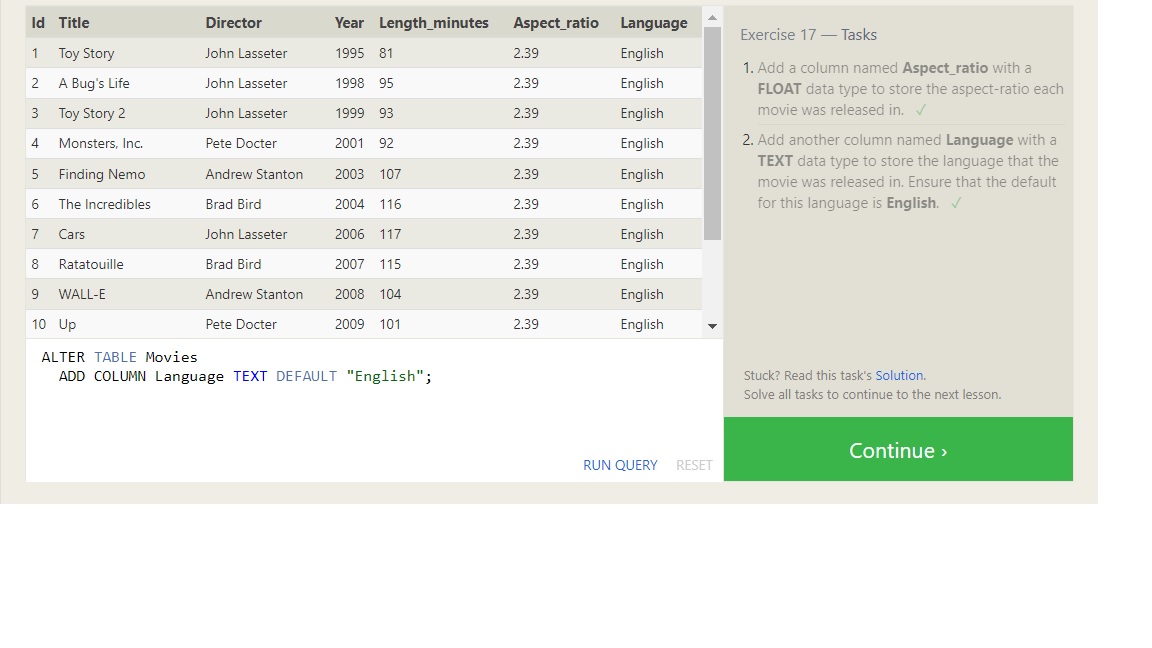 Id Title Director Year Length_minutes Aspect_ratio Language
1 Toy Story John Lasseter 1995 81 2.39 English
2 A Bug's Life John Lasseter 1998 95 2.39 English
3 Toy Story 2 John Lasseter 1999 93 2.39 English
4 Monsters, Inc. Pete Docter 2001 92 2.39 English
5 Finding Nemo Andrew Stanton 2003 107 2.39 English
6 The Incredibles Brad Bird 2004 116 2.39 English
7 Cars John Lasseter 2006 117 2.39 English
8 Ratatouille Brad Bird 2007 115 2.39 English
9 WALL-E Andrew Stanton 2008 104 2.39 English
10 Up Pete Docter 2009 101 2.39 English
ALTER TABLE Movies
ADD COLUMN Language TEXT DEFAULT "English";
RUN QUERY RESET
Exercise 17 — Tasks
1. Add a column named Aspect_ratio with a
FLOAT data type to store the aspect-ratio each
movie was released in. ✓
2. Add another column named Language with a
TEXT data type to store the language that the
movie was released in. Ensure that the default
for this language is English. ✓
Stuck? Read this task's Solution.
Solve all tasks to continue to the next lesson.
Continue ›